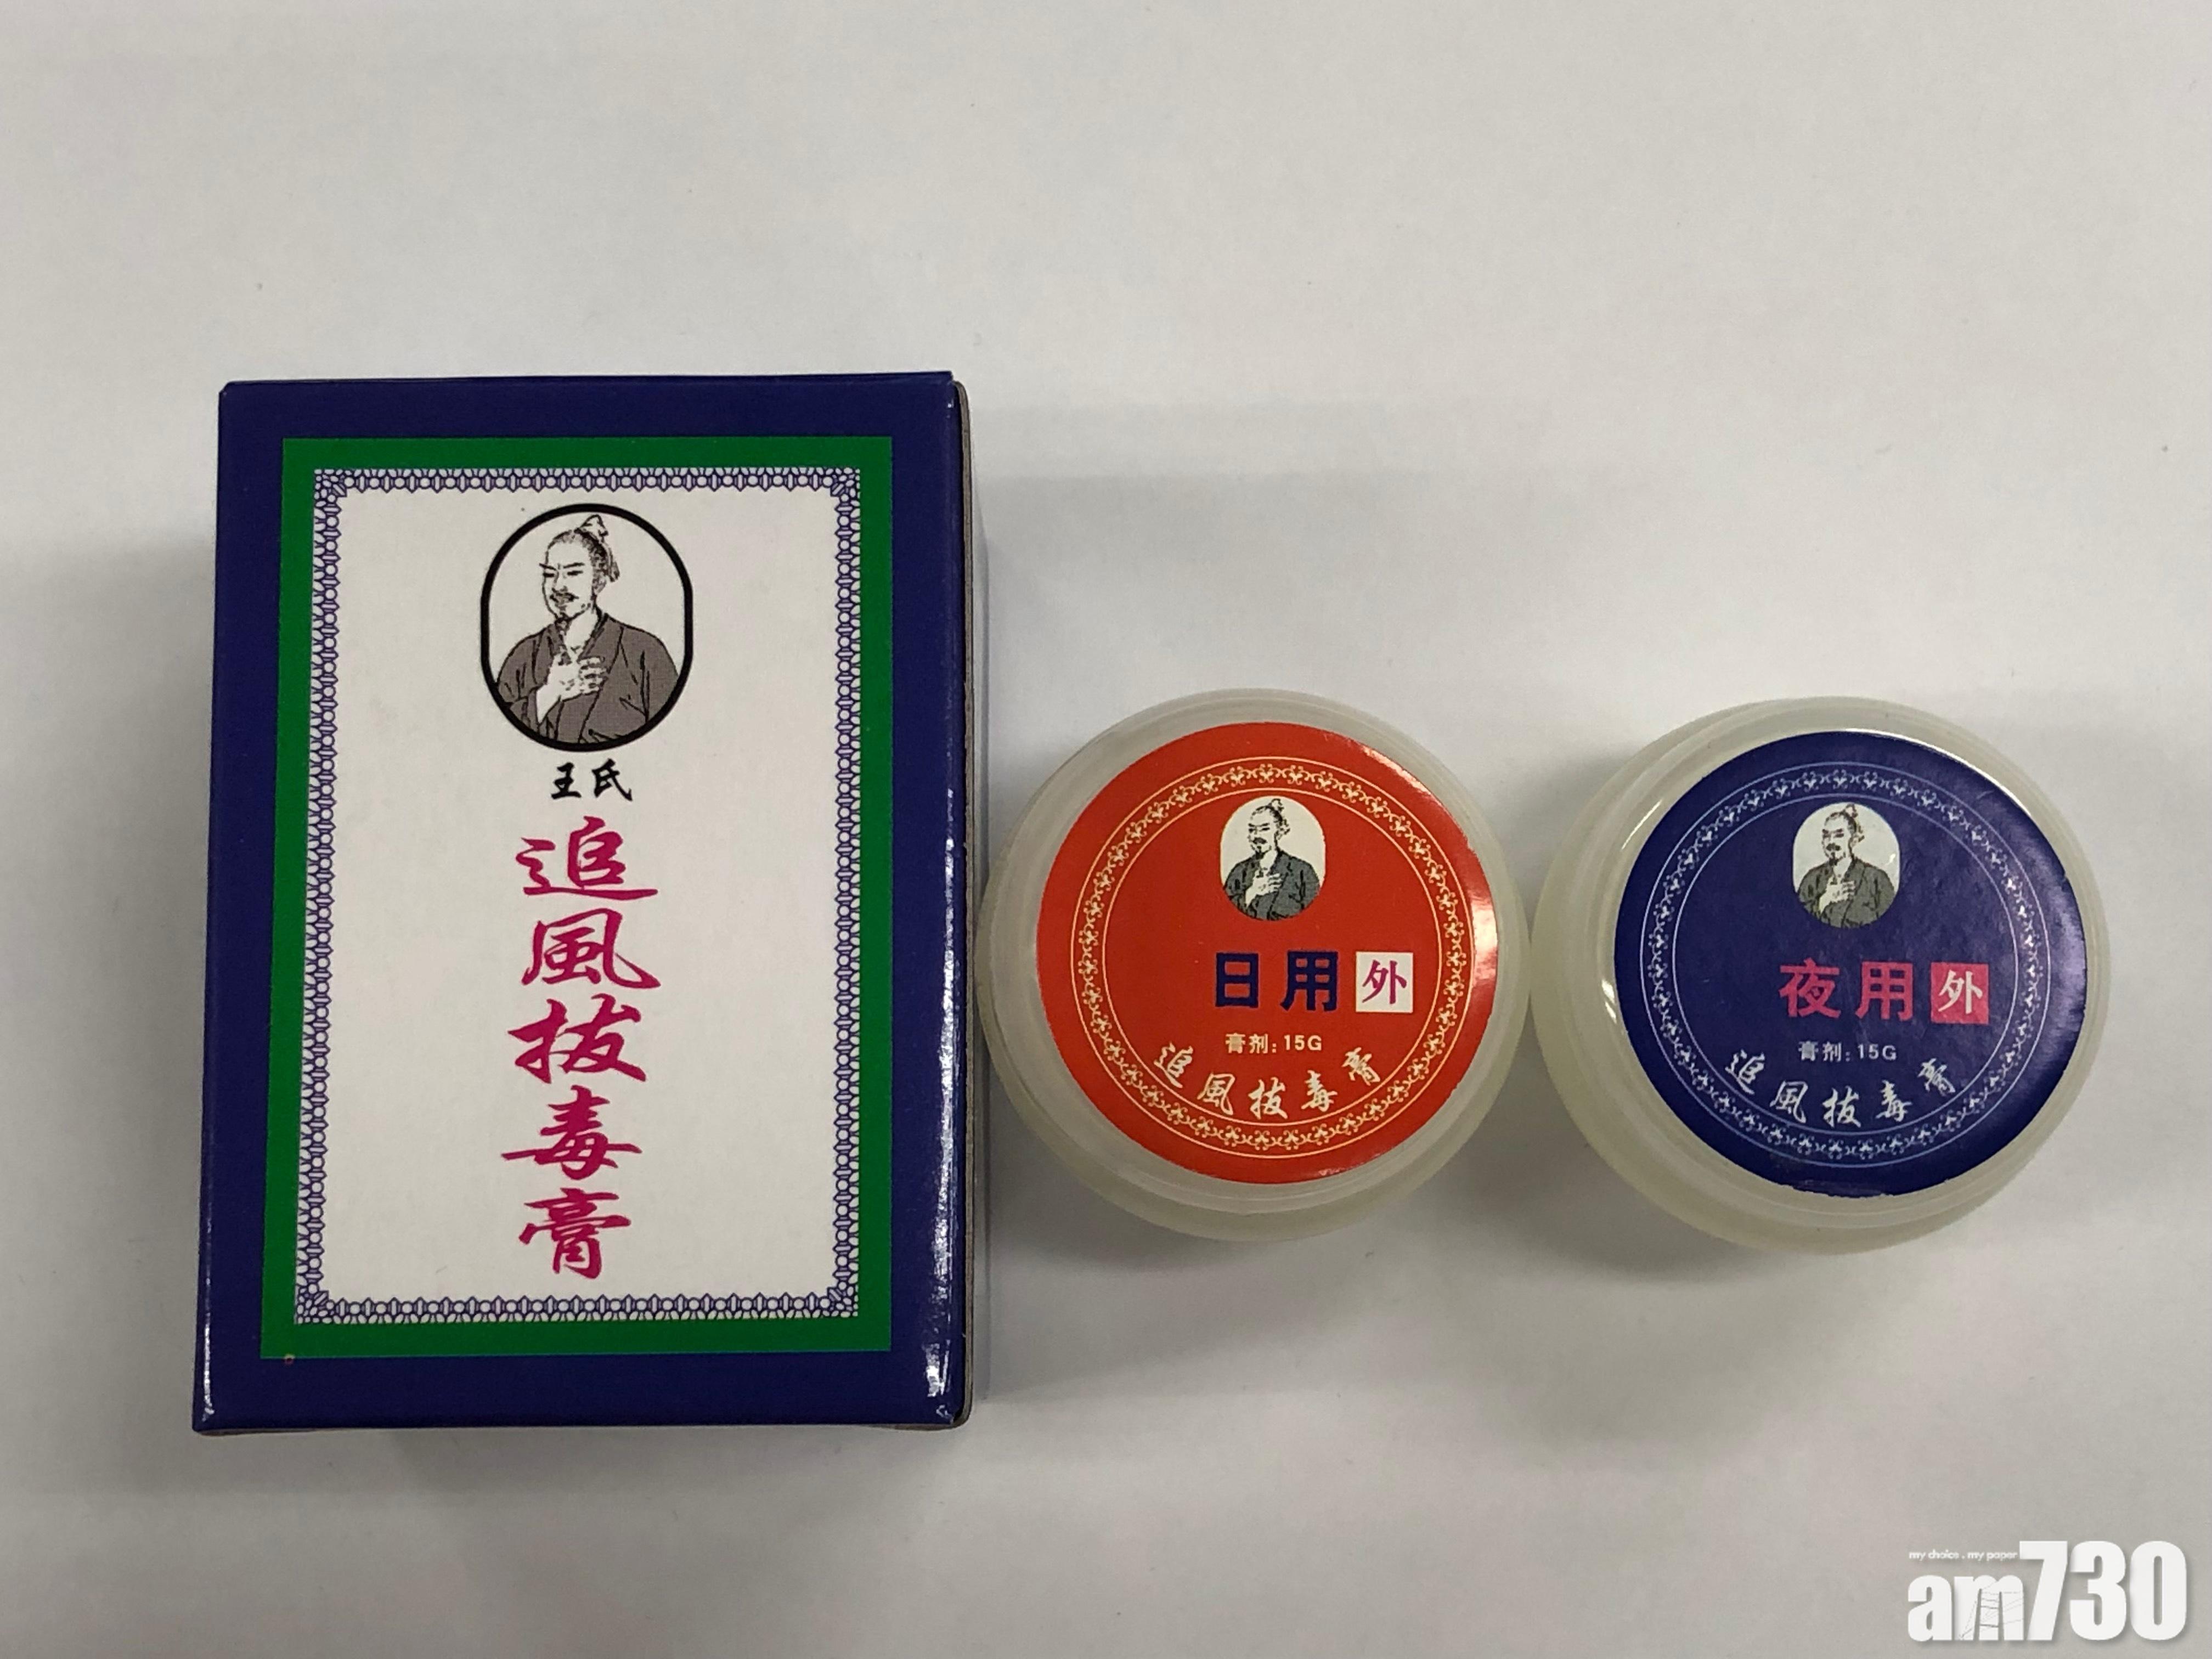 王氏
追風拔毒膏
日用 外
膏剂:15G
追風拔毒膏
夜用 外
膏剂:15G
追風拔毒膏
my choice . my paper
am730